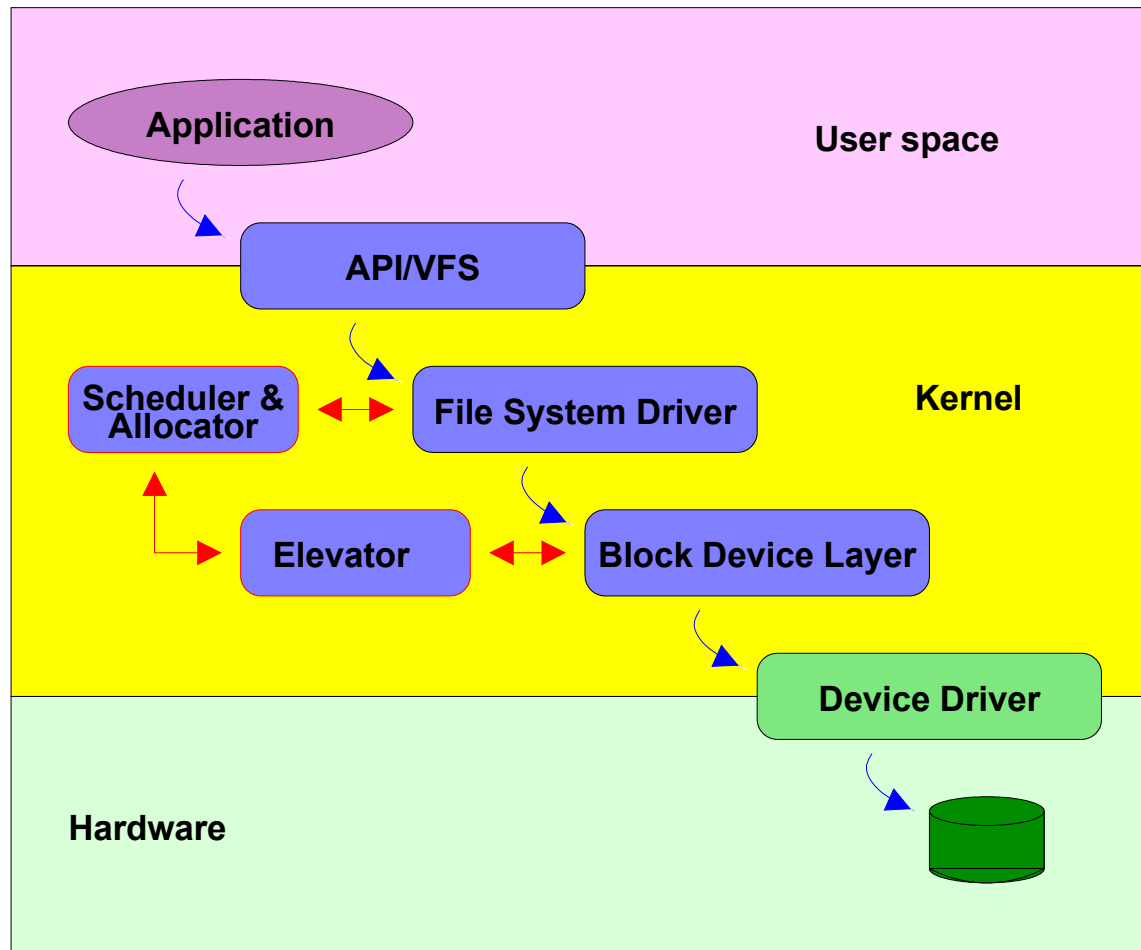 Application
User space
API/VFS
Scheduler &
Allocator
File System Driver
Kernel
Elevator
Block Device Layer
Device Driver
Hardware